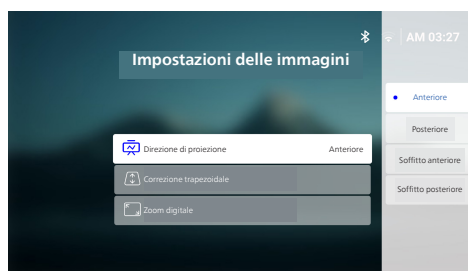 AM 03:27
Impostazioni delle immagini
Direzione di proiezione Anteriore
Correzione trapezoidale
Zoom digitale
Anteriore
Posteriore
Soffitto anteriore
Soffitto posteriore